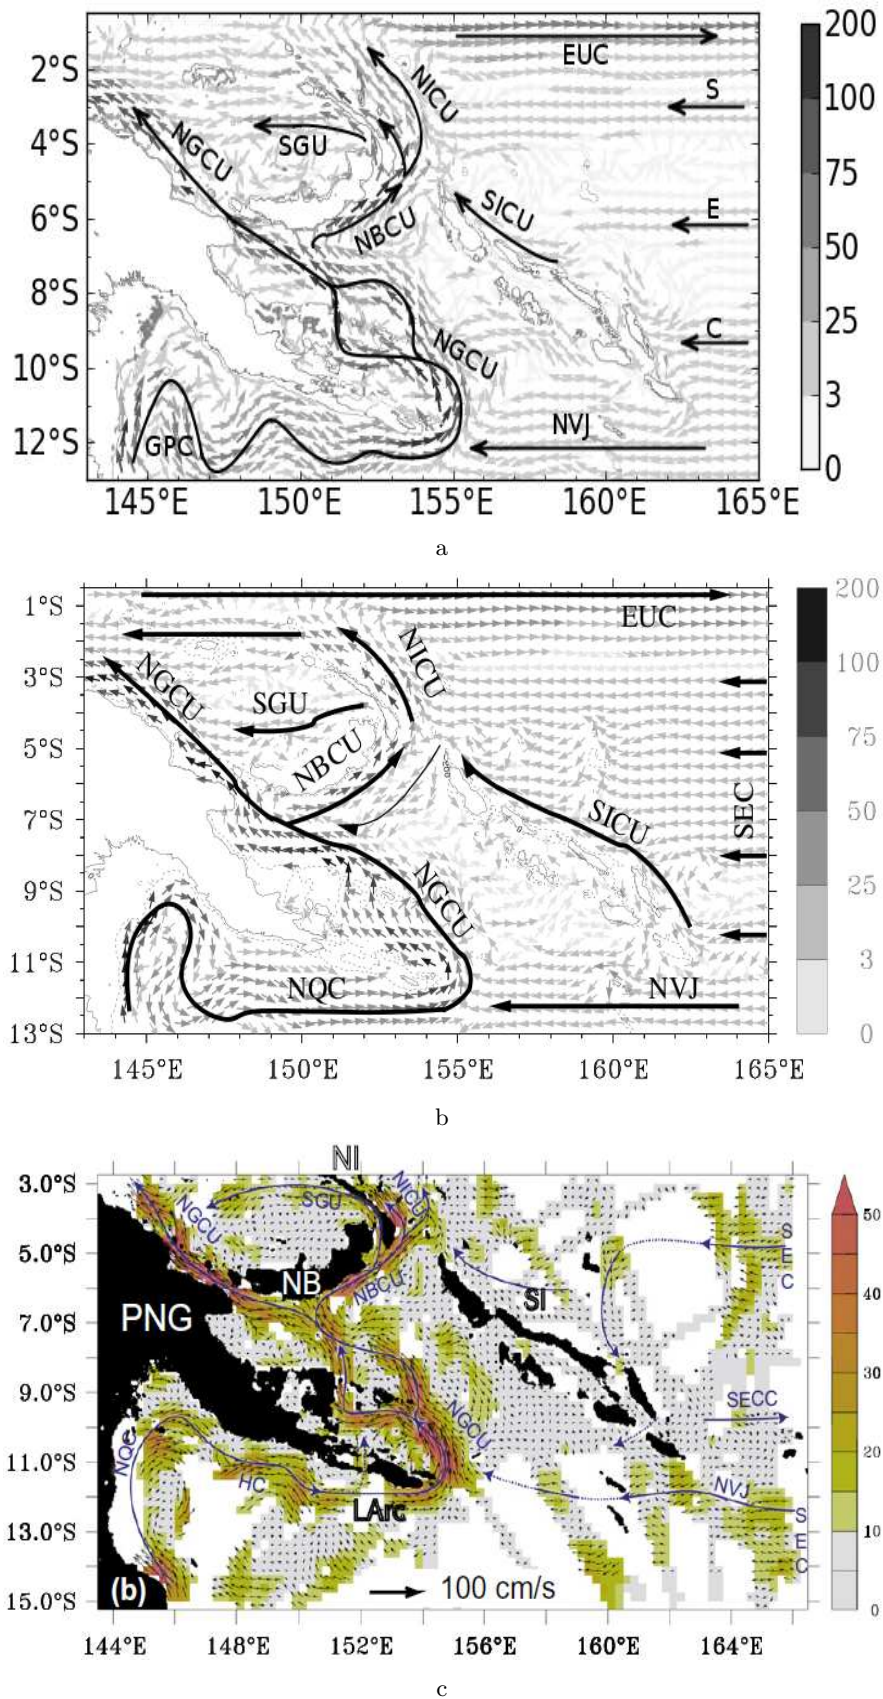 2°S
4°S
6°S
8°S
10°S
12°S
EUC
NICU
S
NGCU
SGU
SICU
E
NBCU
C
NGCU
GPC
NVJ
200
100
75
50
25
3
0
145°E 150°E 155°E 160°E 165°E
a
1°S
3°S
5°S
7°S
9°S
11°S
13°S
EUC
NICU
NGCU
SGU
NBCU
SICU
SEC
NGCU
NQC
NVJ
200
100
75
50
25
3
0
145°E 150°E 155°E 160°E 165°E
b
NI
3.0°S
5.0°S
7.0°S
9.0°S
11.0°S
13.0°S
15.0°S
SGU
NICU
NGCU
S
E
C
NB
NBCU
SI
PNG
SECC
NGCU
NQC
HC
LArc
NVJ
S
E
C
(b)
100 cm/s
50
40
30
20
10
0
144°E 148°E 152°E 156°E 160°E 164°E
c